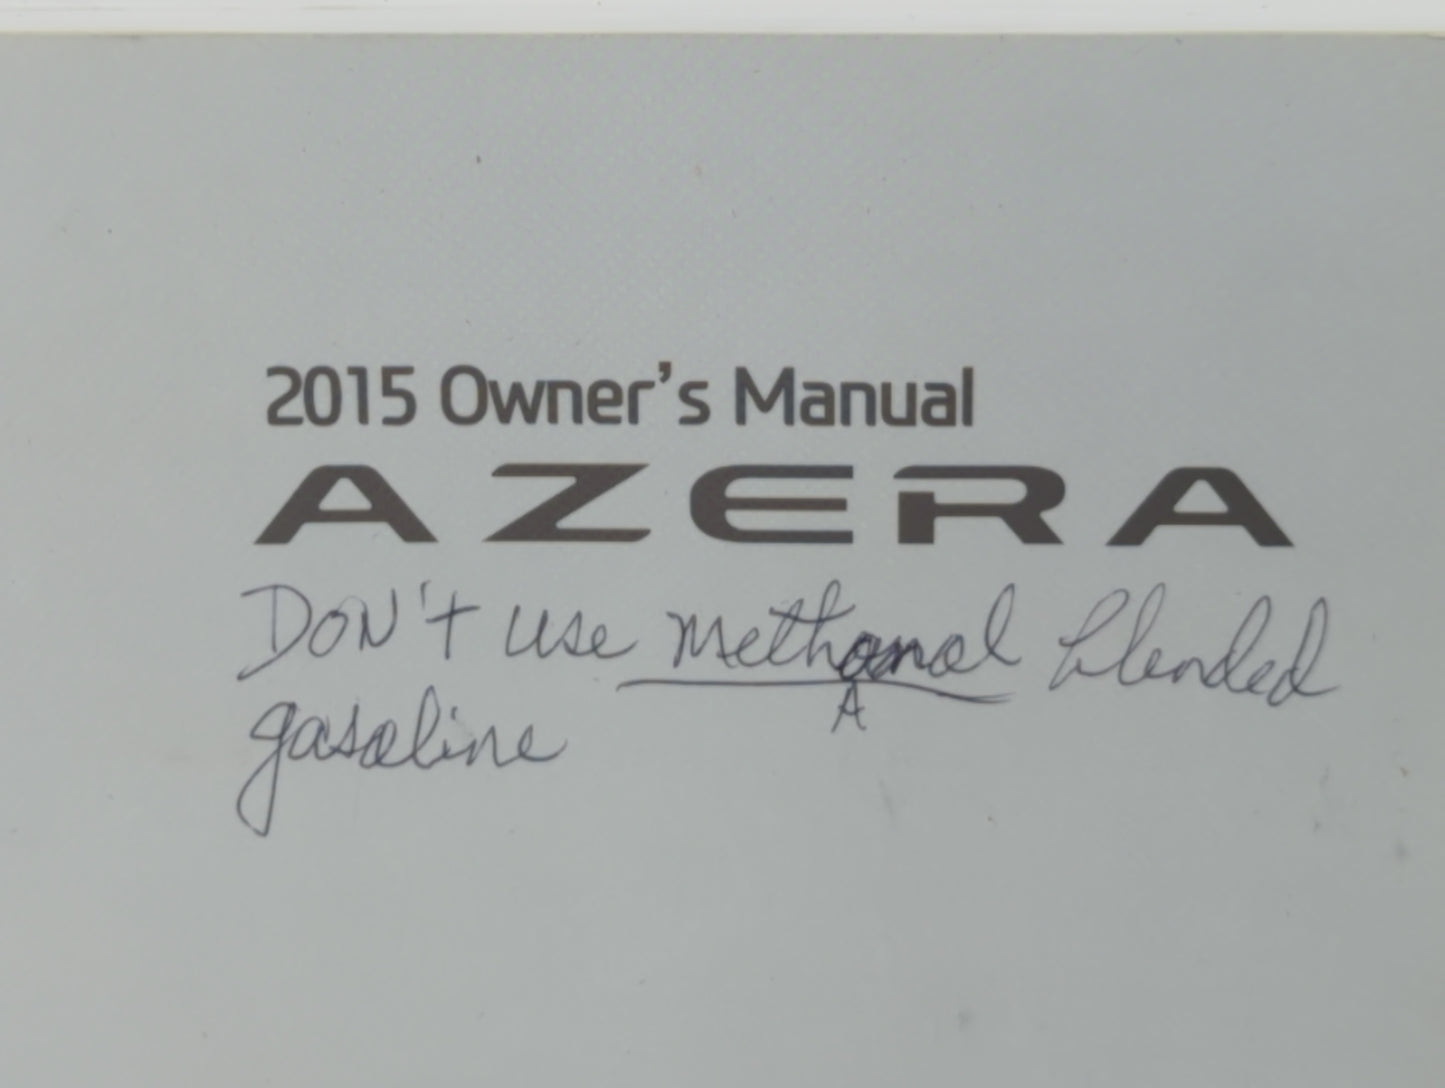 2015 Owner's Manual
AZERA
DON't use methanol blended
A
gasoline